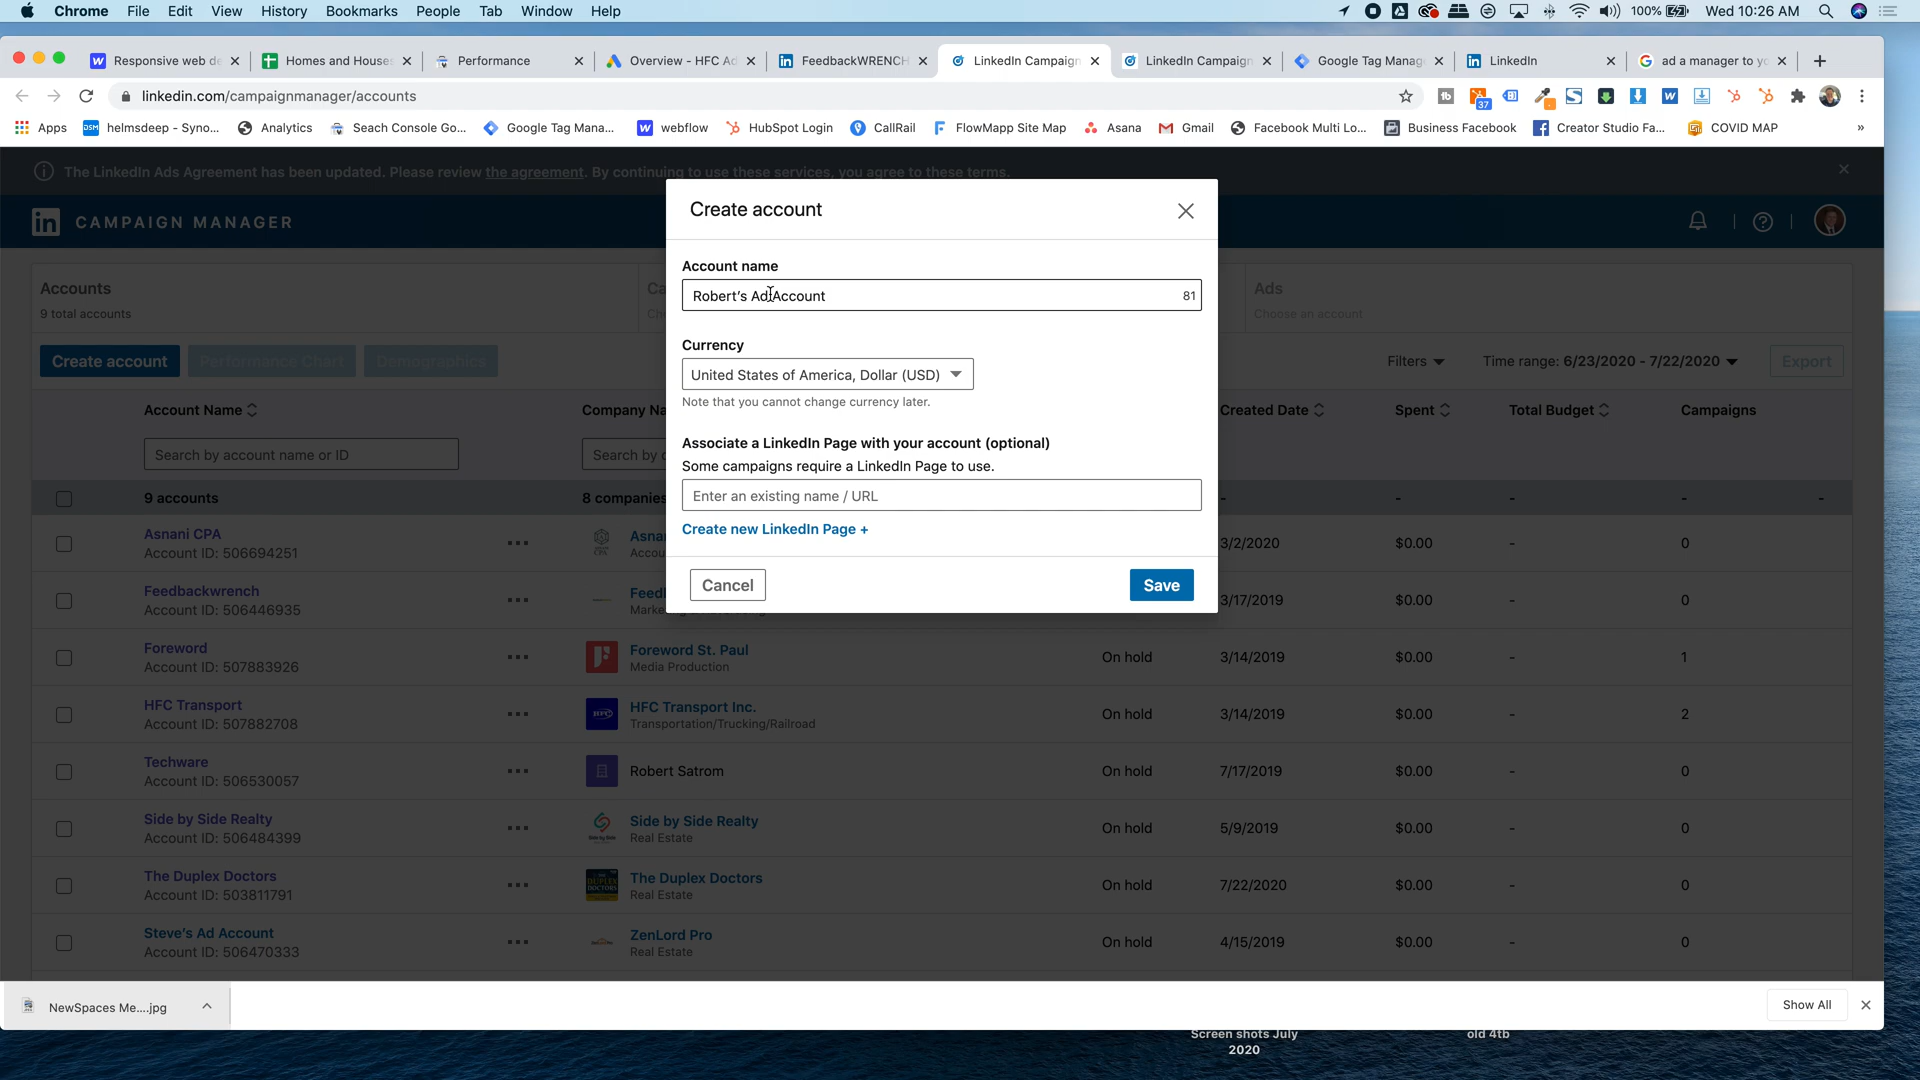 Chrome File Edit View History Bookmarks People Tab Window Help 100% Wed 10:26 AM
Responsive web de Homes and Houses Performance Overview - HFC Ad FeedbackWRENCH LinkedIn Campaign LinkedIn Campaign Google Tag Manag LinkedIn ad a manager to yo
linkedin.com/campaignmanager/accounts 37
Apps helmsdeep - Syno... Analytics Seach Console Go... Google Tag Mana... webflow HubSpot Login CallRail FlowMapp Site Map Asana Gmail Facebook Multi Lo... Business Facebook Creator Studio Fa... COVID MAP »
The LinkedIn Ads Agreement has been updated. Please review the agreement. By continuing to use these services, you agree to these terms.
in CAMPAIGN MANAGER
Create account
Account name
Robert's Ad Account 81
Currency
United States of America, Dollar (USD)
Note that you cannot change currency later.
Associate a LinkedIn Page with your account (optional)
Some campaigns require a LinkedIn Page to use.
Enter an existing name / URL
Create new LinkedIn Page +
Cancel Save
Accounts Ca Ads
9 total accounts Ch Choose an account
Create account Performance Chart Demographics Filters Time range: 6/23/2020 - 7/22/2020 Export
Account Name Company Na Created Date Spent Total Budget Campaigns
Search by account name or ID Search by c
9 accounts 8 companies - - - - -
Asnani CPA Asna
Account ID: 506694251 Accou 3/2/2020 $0.00 - 0
Feedbackwrench Feedl
Account ID: 506446935 3/17/2019 $0.00 - 0
Foreword Foreword St. Paul
Account ID: 507883926 Media Production On hold 3/14/2019 $0.00 - 1
HFC Transport HFC Transport Inc.
Account ID: 507882708 Transportation/Trucking/Railroad On hold 3/14/2019 $0.00 - 2
Techware Robert Satrom
Account ID: 506530057 On hold 7/17/2019 $0.00 - 0
Side by Side Realty Side by Side Realty
Account ID: 506484399 Real Estate On hold 5/9/2019 $0.00 - 0
The Duplex Doctors The Duplex Doctors
Account ID: 503811791 Real Estate On hold 7/22/2020 $0.00 - 0
Steve's Ad Account ZenLord Pro
Account ID: 506470333 Real Estate On hold 4/15/2019 $0.00 - 0
NewSpaces Me....jpg Show All
Screen shots July old 4tb
2020